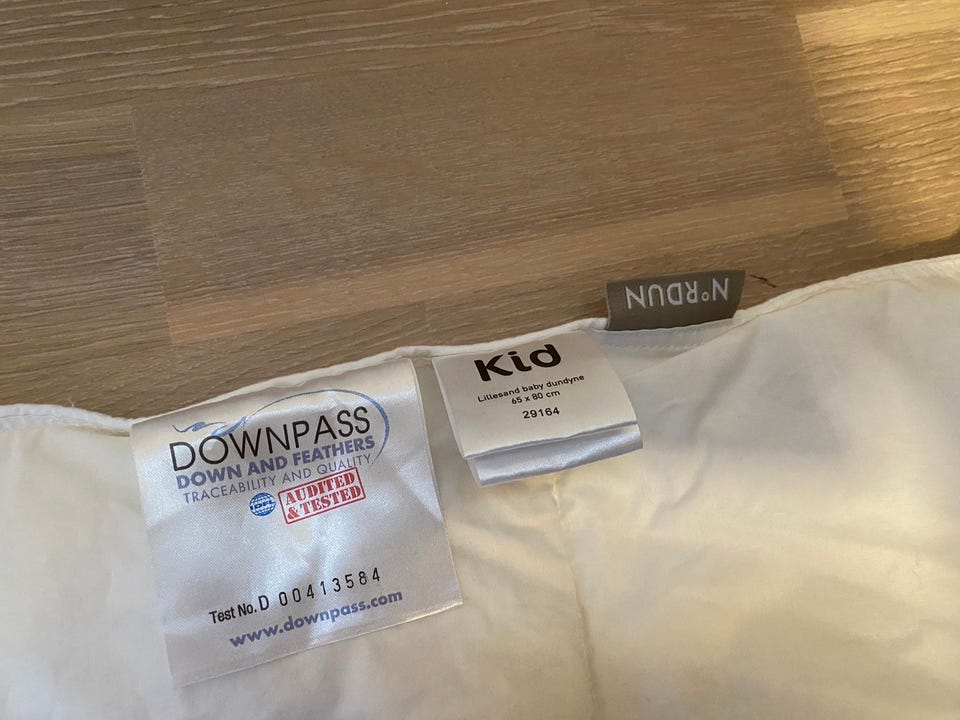 DOWNPASS
DOWN AND FEATHERS
TRACEABILITY AND QUALITY
IDFL
AUDITED
& TESTED
Test No. D 00413584
www.downpass.com
Kid
Lillesand baby dundyne
65 x 80 cm
29164
NºRDUN